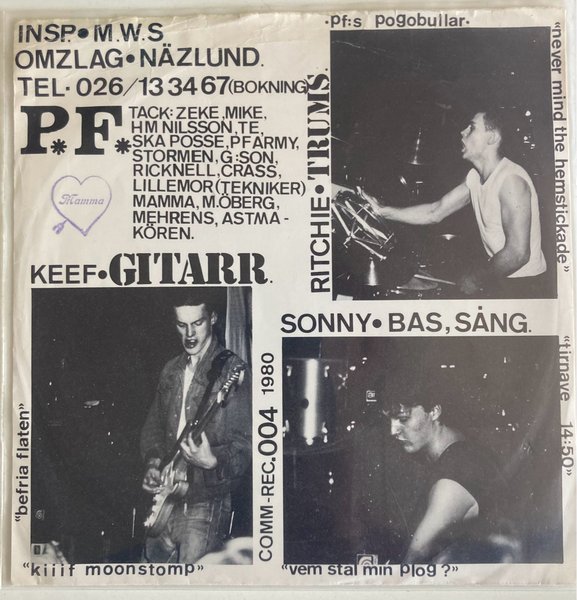 INSP.•M.W.S
OMZLAG•NÄZLUND.
TEL• 026/13 34 67(BOKNING)
P.*F.*
TACK: ZEKE, MIKE,
HM NILSSON, TE,
SKA POSSE, PFARMY,
STORMEN, G:SON,
RICKNELL, CRASS,
LILLEMOR (TEKNIKER)
MAMMA, M.ÖBERG,
MEHRENS, ASTMA-
KÖREN.
Mamma
•pf:s pogobullar•
RITCHIE•TRUMS.
"never mind the hemstickade"
KEEF•GITARR.
"befria flaten"
"kiiif moonstomp"
COMM-REC.004 1980
SONNY•BAS, SÅNG.
"tirnave 14:50"
"vem stal min plog?"